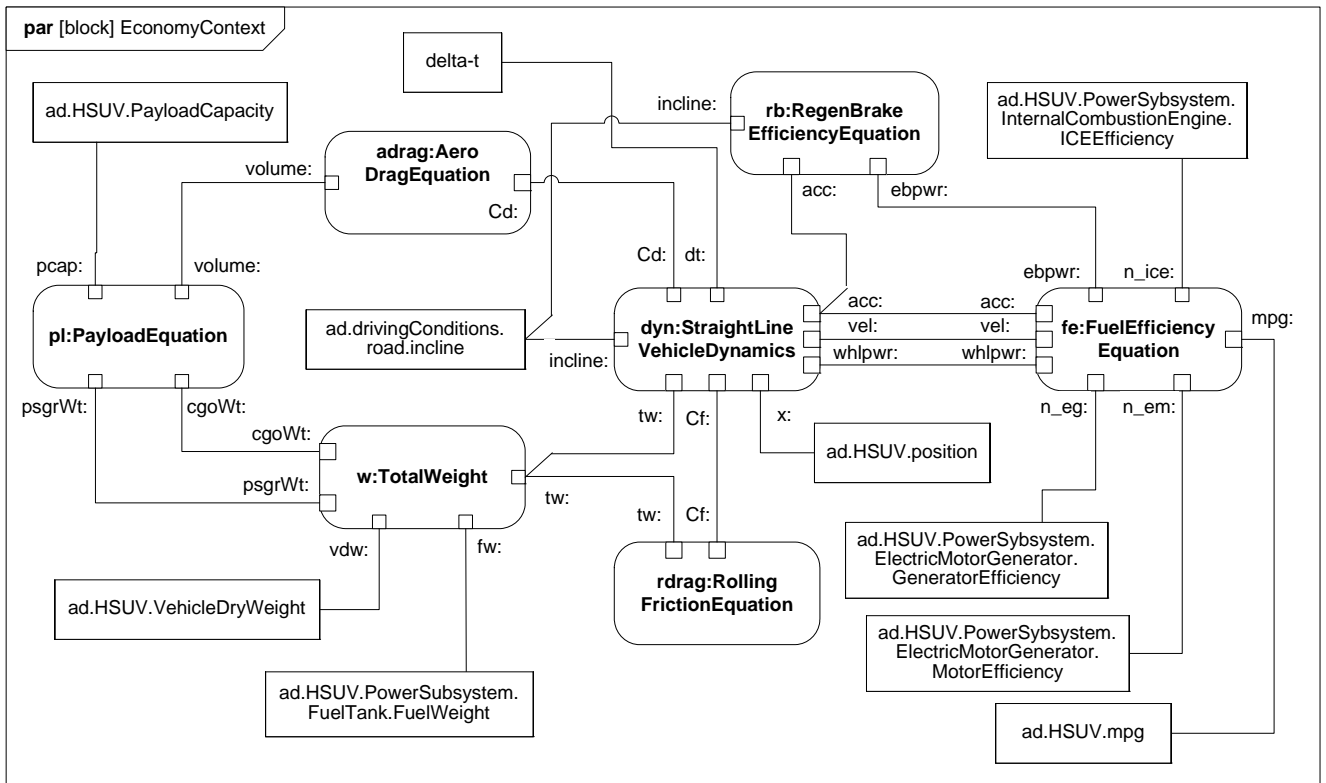 par [block] EconomyContext
delta-t
ad.HSUV.PayloadCapacity
incline:
rb:RegenBrake
EfficiencyEquation
ad.HSUV.PowerSybsystem.
InternalCombustionEngine.
ICEEfficiency
volume:
adrag:Aero
DragEquation
Cd:
acc:
ebpwr:
pcap:
volume:
Cd:
dt:
ebpwr:
n_ice:
pl:PayloadEquation
ad.drivingConditions.
road.incline
incline:
dyn:StraightLine
VehicleDynamics
acc:
vel:
whlpwr:
acc:
vel:
whlpwr:
fe:FuelEfficiency
Equation
mpg:
psgrWt:
cgoWt:
tw:
Cf:
x:
n_eg:
n_em:
cgoWt:
psgrWt:
w:TotalWeight
tw:
ad.HSUV.position
vdw:
fw:
tw:
Cf:
rdrag:Rolling
FrictionEquation
ad.HSUV.PowerSybsystem.
ElectricMotorGenerator.
GeneratorEfficiency
ad.HSUV.VehicleDryWeight
ad.HSUV.PowerSybsystem.
ElectricMotorGenerator.
MotorEfficiency
ad.HSUV.PowerSubsystem.
FuelTank.FuelWeight
ad.HSUV.mpg